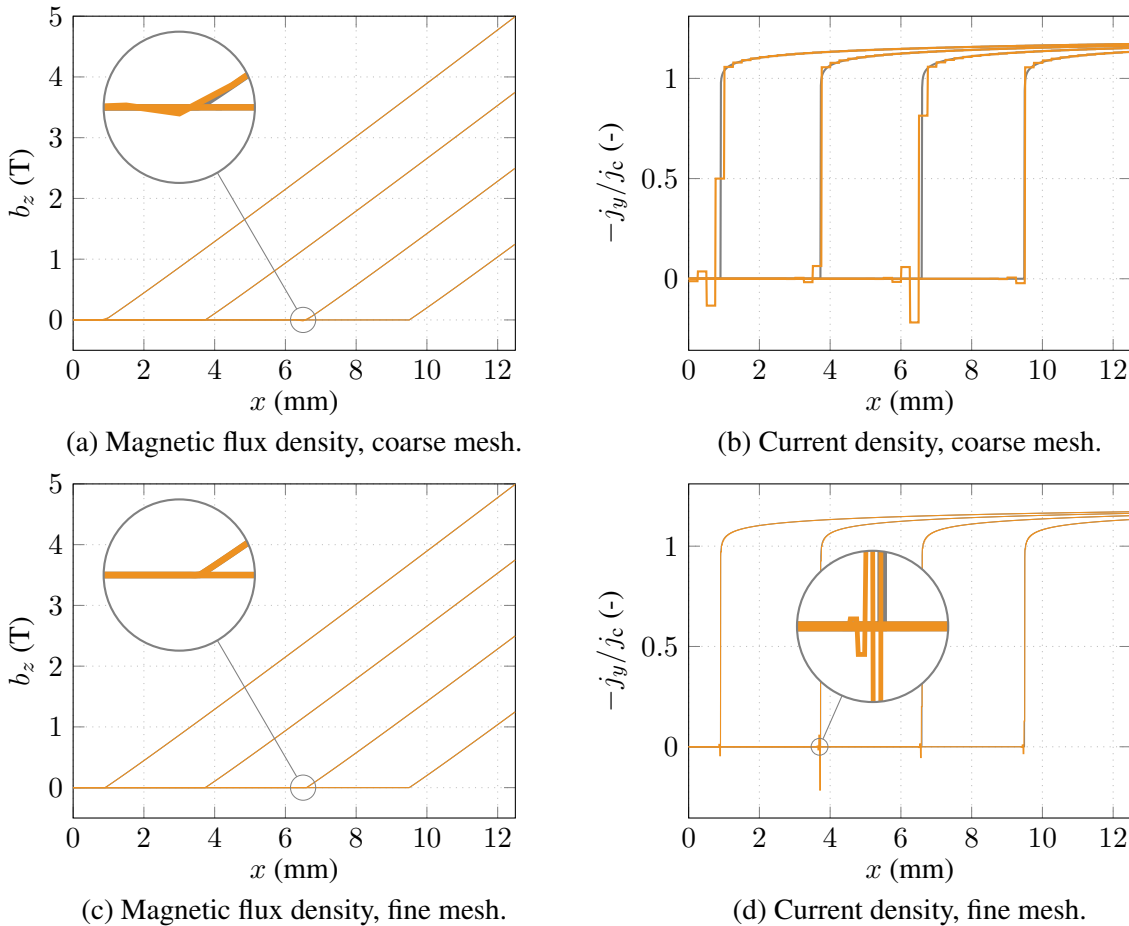 5
4
3
2
1
0
b_z (T)
0 2 4 6 8 10 12
x (mm)
(a) Magnetic flux density, coarse mesh.
1
0.5
0
−j_y/j_c (-)
0 2 4 6 8 10 12
x (mm)
(b) Current density, coarse mesh.
5
4
3
2
1
0
b_z (T)
0 2 4 6 8 10 12
x (mm)
(c) Magnetic flux density, fine mesh.
1
0.5
0
−j_y/j_c (-)
0 2 4 6 8 10 12
x (mm)
(d) Current density, fine mesh.